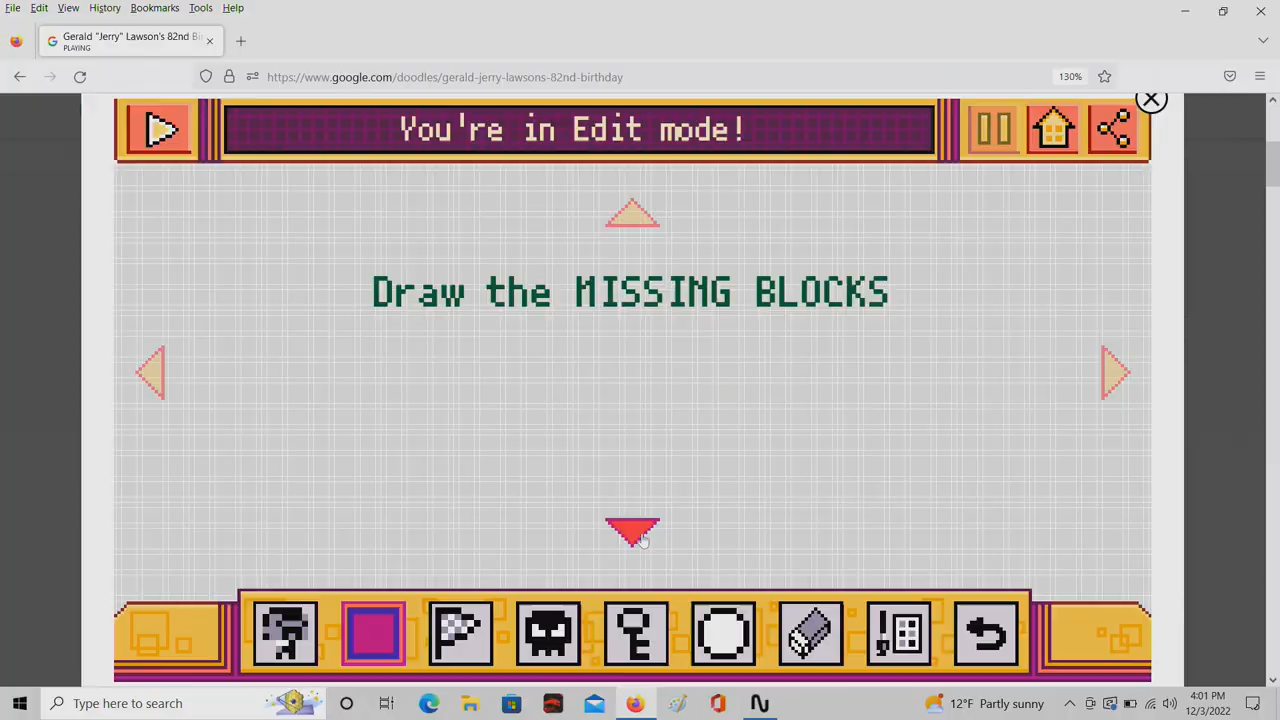 File Edit View History Bookmarks Tools Help
Gerald "Jerry" Lawson's 82nd Bir
PLAYING
https://www.google.com/doodles/gerald-jerry-lawsons-82nd-birthday
130%
You're in Edit mode!
Draw the MISSING BLOCKS
Type here to search
12°F Partly sunny
4:01 PM
12/3/2022